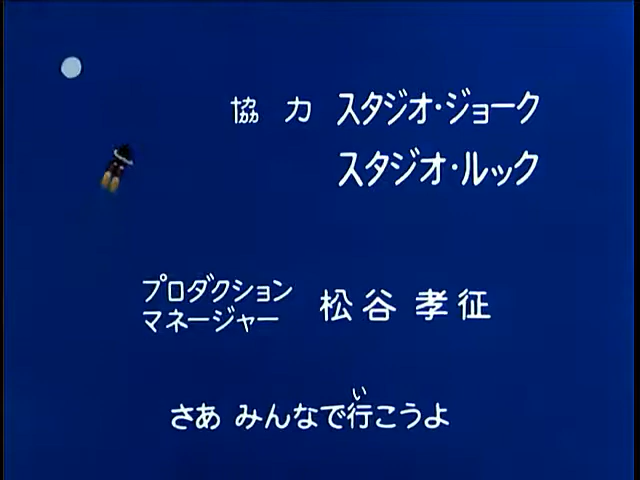 協力 スタジオ・ジョーク
スタジオ・ルック
プロダクション
マネージャー 松谷孝征
い
さあ みんなで行こうよ